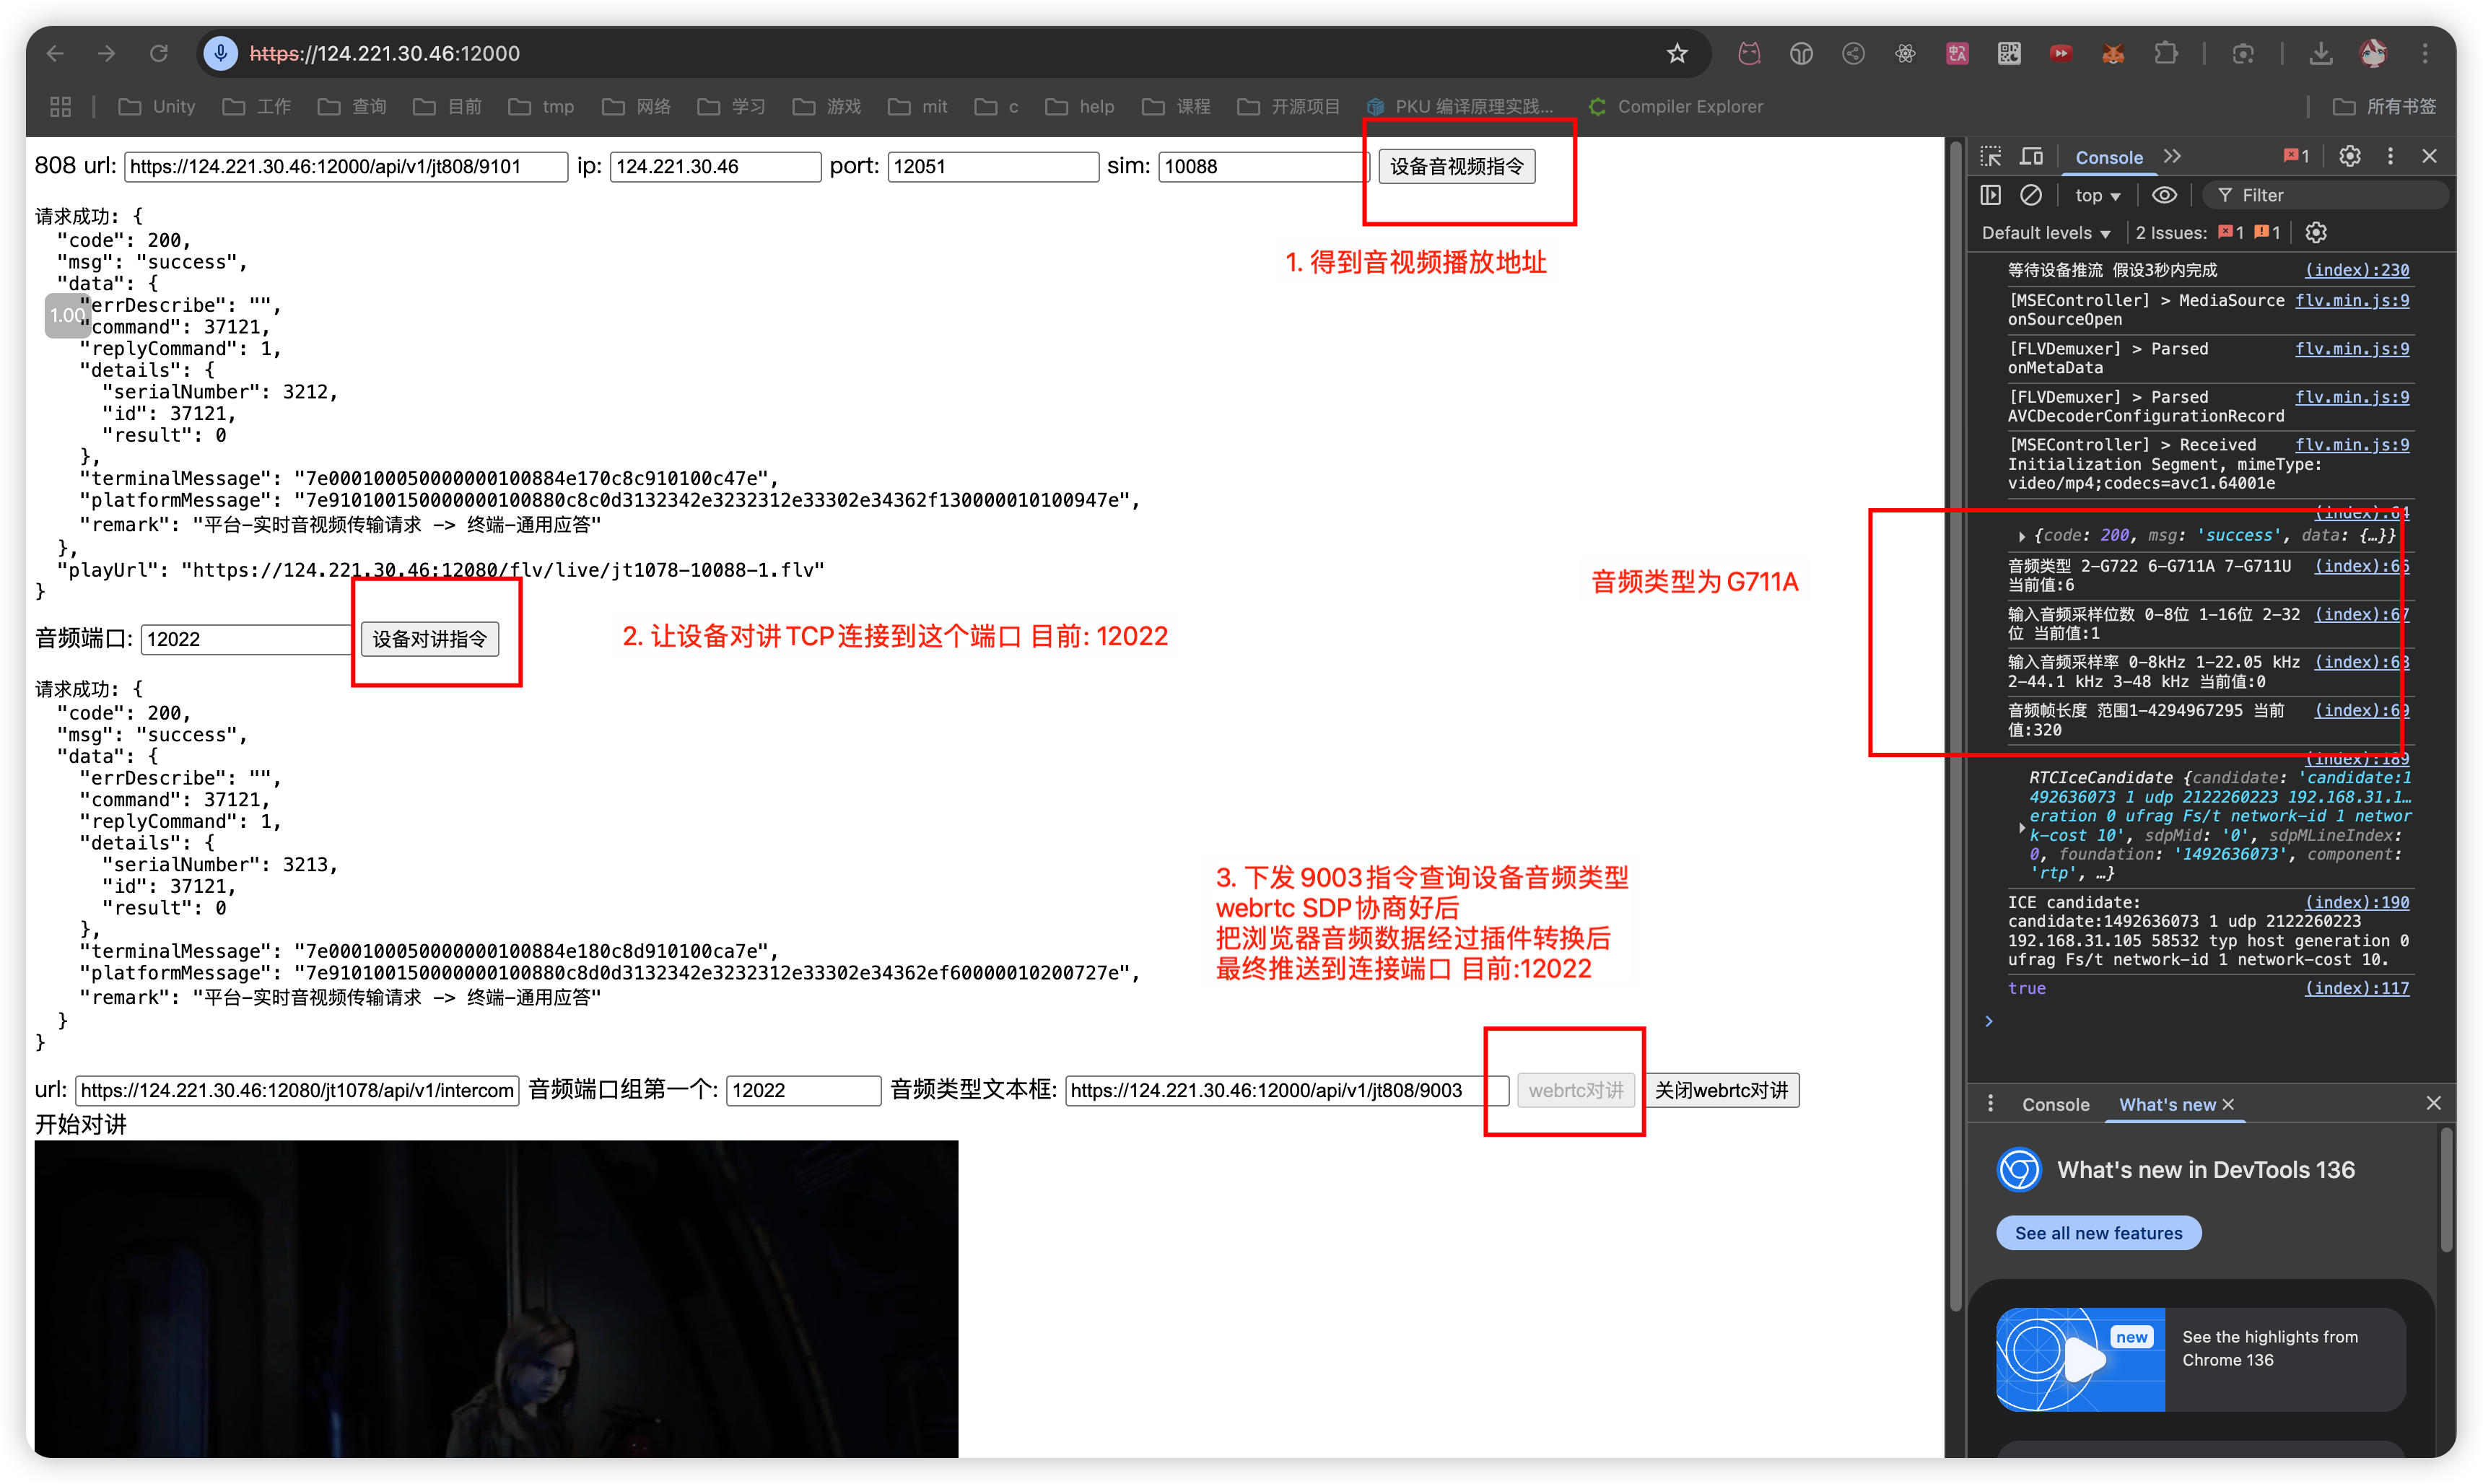 https://124.221.30.46:12000
Unity 工作 查询 目前 tmp 网络 学习 游戏 mit c help 课程 开源项目 PKU 编译原理实践... Compiler Explorer 所有书签
808 url: https://124.221.30.46:12000/api/v1/jt808/9101 ip: 124.221.30.46 port: 12051 sim: 10088 设备音视频指令
请求成功: {
"code": 200,
"msg": "success",
"data": {
"errDescribe": "",
1.00
"command": 37121,
"replyCommand": 1,
"details": {
"serialNumber": 3212,
"id": 37121,
"result": 0
},
"terminalMessage": "7e000100050000000100884e170c8c910100c47e",
"platformMessage": "7e910100150000000100880c8c0d3132342e3232312e33302e34362f130000010100947e",
"remark": "平台-实时音视频传输请求 -> 终端-通用应答"
},
"playUrl": "https://124.221.30.46:12080/flv/live/jt1078-10088-1.flv"
}
1. 得到音视频播放地址
音频端口: 12022 设备对讲指令
2. 让设备对讲TCP连接到这个端口 目前: 12022
音频类型为G711A
请求成功: {
"code": 200,
"msg": "success",
"data": {
"errDescribe": "",
"command": 37121,
"replyCommand": 1,
"details": {
"serialNumber": 3213,
"id": 37121,
"result": 0
},
"terminalMessage": "7e000100050000000100884e180c8d910100ca7e",
"platformMessage": "7e910100150000000100880c8d0d3132342e3232312e33302e34362ef60000010200727e",
"remark": "平台-实时音视频传输请求 -> 终端-通用应答"
}
}
3. 下发9003指令查询设备音频类型
webrtc SDP协商好后
把浏览器音频数据经过插件转换后
最终推送到连接端口 目前:12022
url: https://124.221.30.46:12080/jt1078/api/v1/intercom 音频端口组第一个: 12022 音频类型文本框: https://124.221.30.46:12000/api/v1/jt808/9003 webrtc对讲 关闭webrtc对讲
开始对讲
Console 1
top Filter
Default levels 2 Issues: 1 1
等待设备推流 假设3秒内完成 (index):230
[MSEController] > MediaSource flv.min.js:9
onSourceOpen
[FLVDemuxer] > Parsed flv.min.js:9
onMetaData
[FLVDemuxer] > Parsed flv.min.js:9
AVCDecoderConfigurationRecord
[MSEController] > Received flv.min.js:9
Initialization Segment, mimeType:
video/mp4;codecs=avc1.64001e
(index):64
{code: 200, msg: 'success', data: {…}}
音频类型 2-G722 6-G711A 7-G711U (index):66
当前值:6
输入音频采样位数 0-8位 1-16位 2-32 (index):67
位 当前值:1
输入音频采样率 0-8kHz 1-22.05 kHz (index):68
2-44.1 kHz 3-48 kHz 当前值:0
音频帧长度 范围1-4294967295 当前 (index):69
值:320
(index):189
RTCIceCandidate {candidate: 'candidate:1
492636073 1 udp 2122260223 192.168.31.1…
eration 0 ufrag Fs/t network-id 1 networ
k-cost 10', sdpMid: '0', sdpMLineIndex:
0, foundation: '1492636073', component:
'rtp', …}
ICE candidate: (index):190
candidate:1492636073 1 udp 2122260223
192.168.31.105 58532 typ host generation 0
ufrag Fs/t network-id 1 network-cost 10.
true (index):117
Console What's new
What's new in DevTools 136
See all new features
new
See the highlights from
Chrome 136